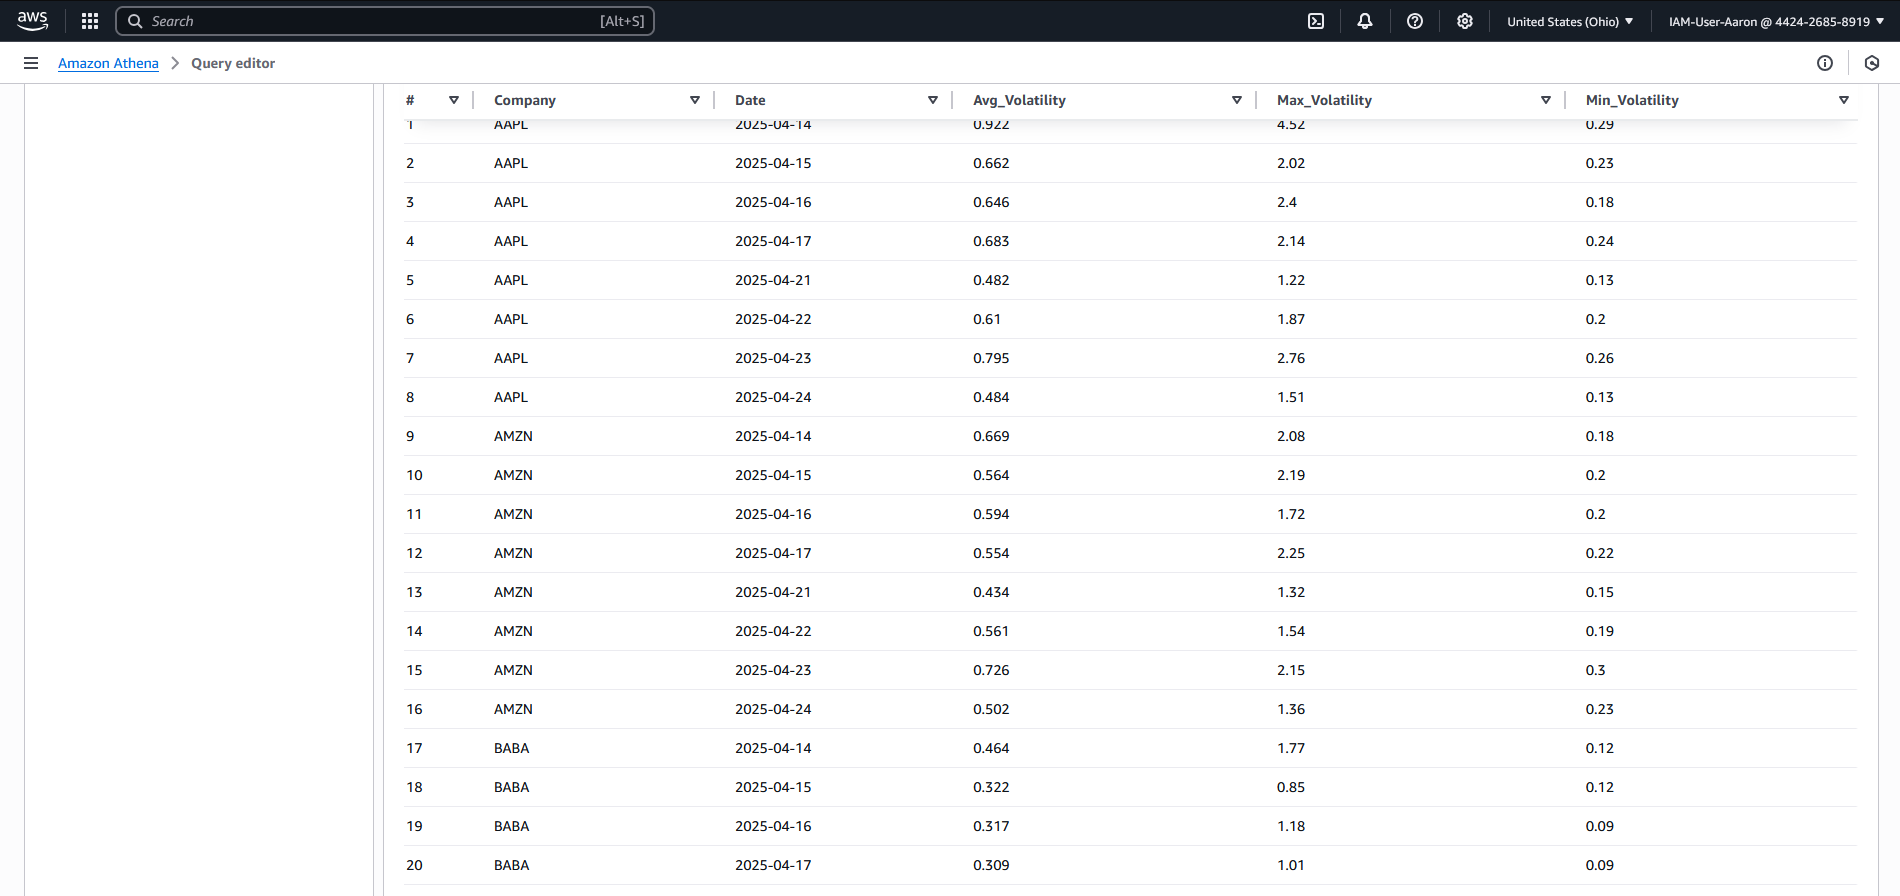 aws Search [Alt+S] United States (Ohio) IAM-User-Aaron @ 4424-2685-8919
Amazon Athena Query editor
# Company Date Avg_Volatility Max_Volatility Min_Volatility
1 AAPL 2025-04-14 0.922 4.52 0.29
2 AAPL 2025-04-15 0.662 2.02 0.23
3 AAPL 2025-04-16 0.646 2.4 0.18
4 AAPL 2025-04-17 0.683 2.14 0.24
5 AAPL 2025-04-21 0.482 1.22 0.13
6 AAPL 2025-04-22 0.61 1.87 0.2
7 AAPL 2025-04-23 0.795 2.76 0.26
8 AAPL 2025-04-24 0.484 1.51 0.13
9 AMZN 2025-04-14 0.669 2.08 0.18
10 AMZN 2025-04-15 0.564 2.19 0.2
11 AMZN 2025-04-16 0.594 1.72 0.2
12 AMZN 2025-04-17 0.554 2.25 0.22
13 AMZN 2025-04-21 0.434 1.32 0.15
14 AMZN 2025-04-22 0.561 1.54 0.19
15 AMZN 2025-04-23 0.726 2.15 0.3
16 AMZN 2025-04-24 0.502 1.36 0.23
17 BABA 2025-04-14 0.464 1.77 0.12
18 BABA 2025-04-15 0.322 0.85 0.12
19 BABA 2025-04-16 0.317 1.18 0.09
20 BABA 2025-04-17 0.309 1.01 0.09